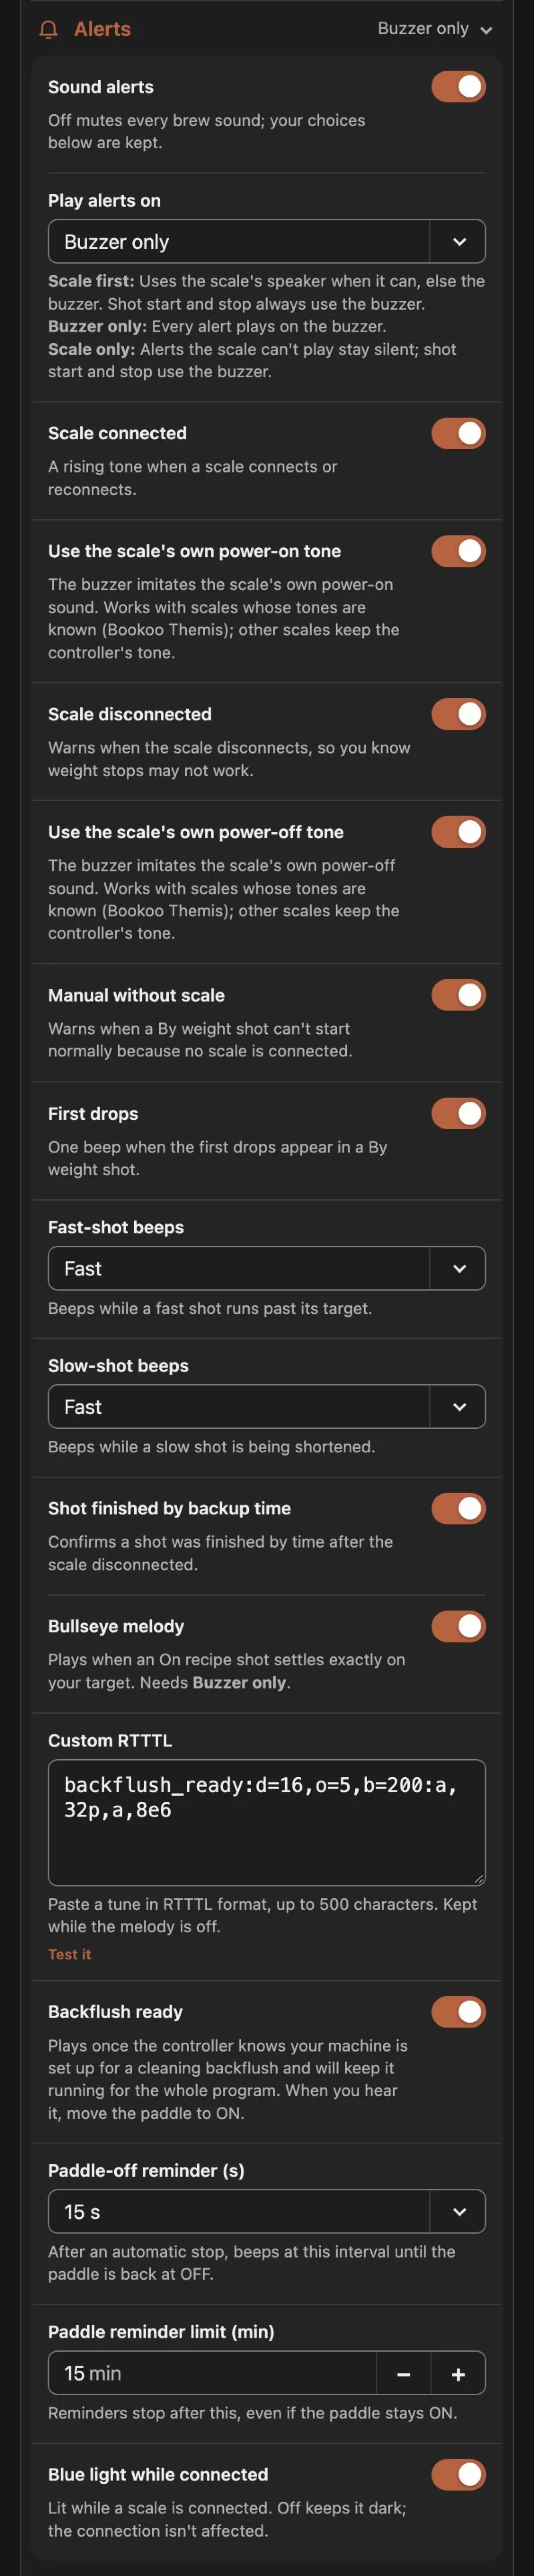 Alerts
Buzzer only
Sound alerts
Off mutes every brew sound; your choices
below are kept.
Play alerts on
Buzzer only
Scale first: Uses the scale's speaker when it can, else the
buzzer. Shot start and stop always use the buzzer.
Buzzer only: Every alert plays on the buzzer.
Scale only: Alerts the scale can't play stay silent; shot
start and stop use the buzzer.
Scale connected
A rising tone when a scale connects or
reconnects.
Use the scale's own power-on tone
The buzzer imitates the scale's own power-on
sound. Works with scales whose tones are
known (Bookoo Themis); other scales keep the
controller's tone.
Scale disconnected
Warns when the scale disconnects, so you know
weight stops may not work.
Use the scale's own power-off tone
The buzzer imitates the scale's own power-off
sound. Works with scales whose tones are
known (Bookoo Themis); other scales keep the
controller's tone.
Manual without scale
Warns when a By weight shot can't start
normally because no scale is connected.
First drops
One beep when the first drops appear in a By
weight shot.
Fast-shot beeps
Fast
Beeps while a fast shot runs past its target.
Slow-shot beeps
Fast
Beeps while a slow shot is being shortened.
Shot finished by backup time
Confirms a shot was finished by time after the
scale disconnected.
Bullseye melody
Plays when an On recipe shot settles exactly on
your target. Needs Buzzer only.
Custom RTTTL
backflush_ready:d=16,o=5,b=200:a,
32p,a,8e6
Paste a tune in RTTTL format, up to 500 characters. Kept
while the melody is off.
Test it
Backflush ready
Plays once the controller knows your machine is
set up for a cleaning backflush and will keep it
running for the whole program. When you hear
it, move the paddle to ON.
Paddle-off reminder (s)
15 s
After an automatic stop, beeps at this interval until the
paddle is back at OFF.
Paddle reminder limit (min)
15 min
Reminders stop after this, even if the paddle stays ON.
Blue light while connected
Lit while a scale is connected. Off keeps it dark;
the connection isn't affected.